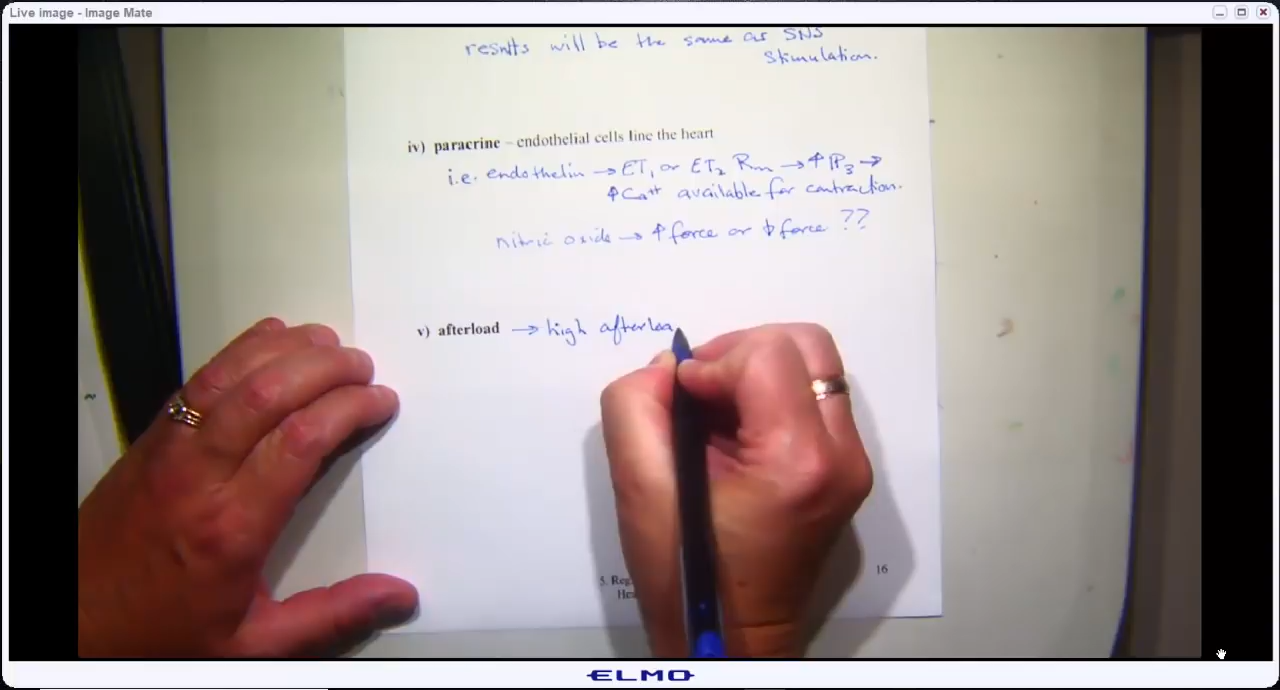 Live image - Image Mate
results will be the same as SNS
stimulation.
iv) paracrine – endothelial cells line the heart
i.e. endothelin → ET₁ or ET₂ Rm → ↑ IP₃ →
↑ Ca⁺⁺ available for contraction.
nitric oxide → ↑ force or ↓ force ??
v) afterload → high afterloa
16
5. Reg
Hea
ELMO